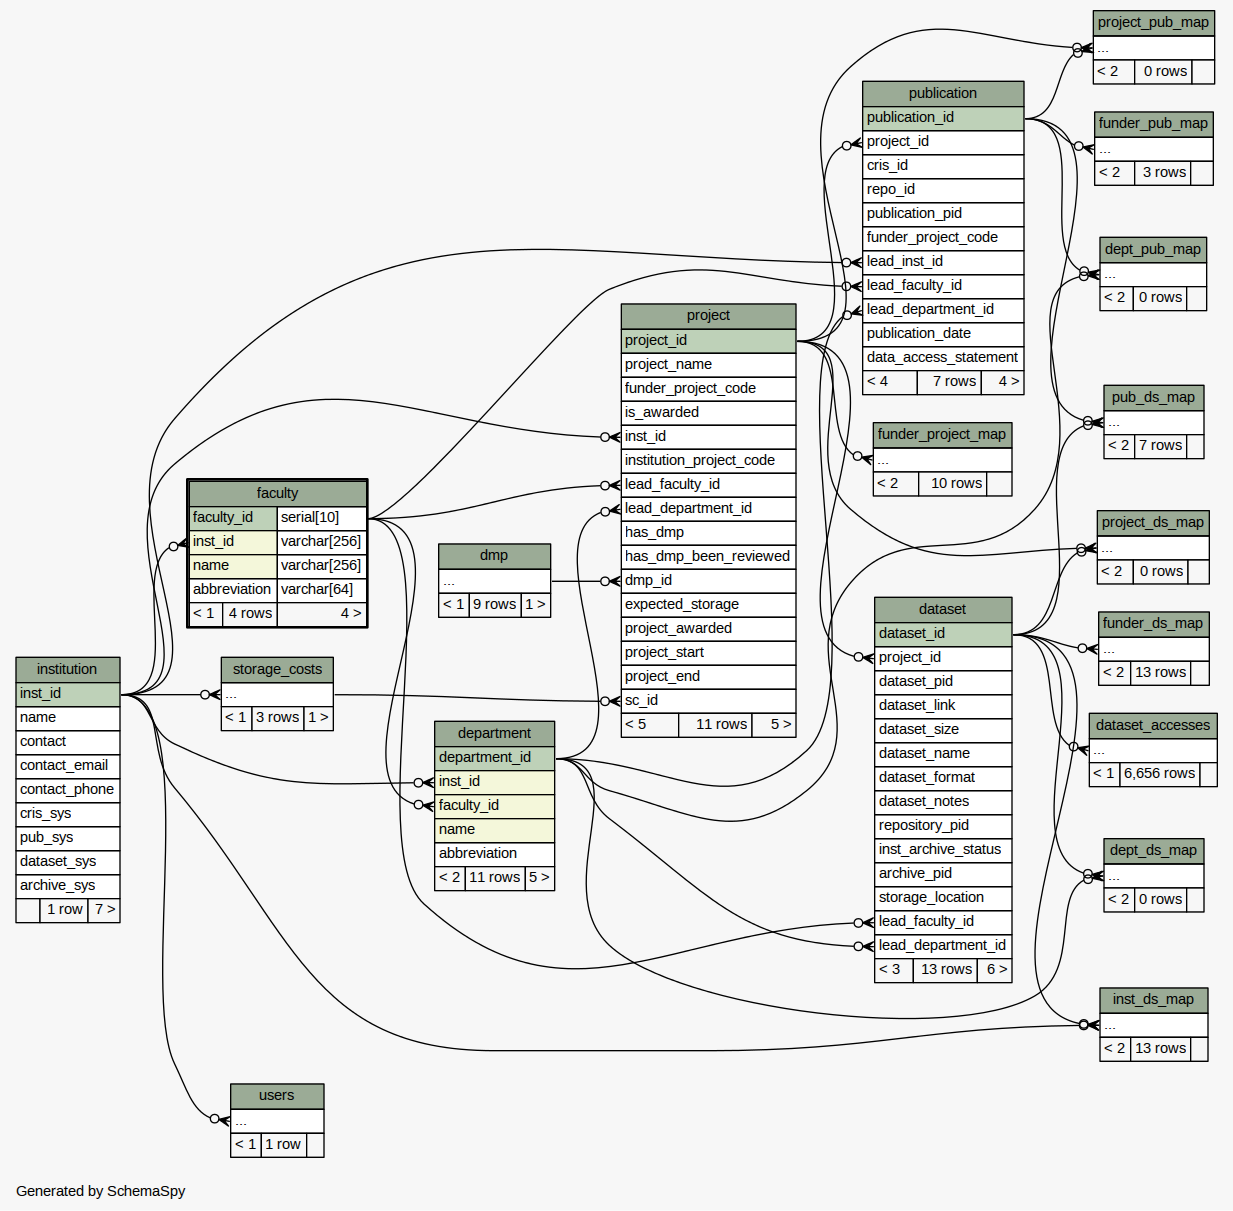 project_pub_map
...
< 2 0 rows
publication
publication_id
project_id
cris_id
repo_id
publication_pid
funder_project_code
lead_inst_id
lead_faculty_id
lead_department_id
publication_date
data_access_statement
< 4 7 rows 4 >
funder_pub_map
...
< 2 3 rows
dept_pub_map
...
< 2 0 rows
project
project_id
project_name
funder_project_code
is_awarded
inst_id
institution_project_code
lead_faculty_id
lead_department_id
has_dmp
has_dmp_been_reviewed
dmp_id
expected_storage
project_awarded
project_start
project_end
sc_id
< 5 11 rows 5 >
pub_ds_map
...
< 2 7 rows
funder_project_map
...
< 2 10 rows
faculty
faculty_id serial[10]
inst_id varchar[256]
name varchar[256]
abbreviation varchar[64]
< 1 4 rows 4 >
project_ds_map
...
< 2 0 rows
dmp
...
< 1 9 rows 1 >
dataset
dataset_id
project_id
dataset_pid
dataset_link
dataset_size
dataset_name
dataset_format
dataset_notes
repository_pid
inst_archive_status
archive_pid
storage_location
lead_faculty_id
lead_department_id
< 3 13 rows 6 >
funder_ds_map
...
< 2 13 rows
institution
inst_id
name
contact
contact_email
contact_phone
cris_sys
pub_sys
dataset_sys
archive_sys
1 row 7 >
storage_costs
...
< 1 3 rows 1 >
dataset_accesses
...
< 1 6,656 rows
department
department_id
inst_id
faculty_id
name
abbreviation
< 2 11 rows 5 >
dept_ds_map
...
< 2 0 rows
inst_ds_map
...
< 2 13 rows
users
...
< 1 1 row
Generated by SchemaSpy